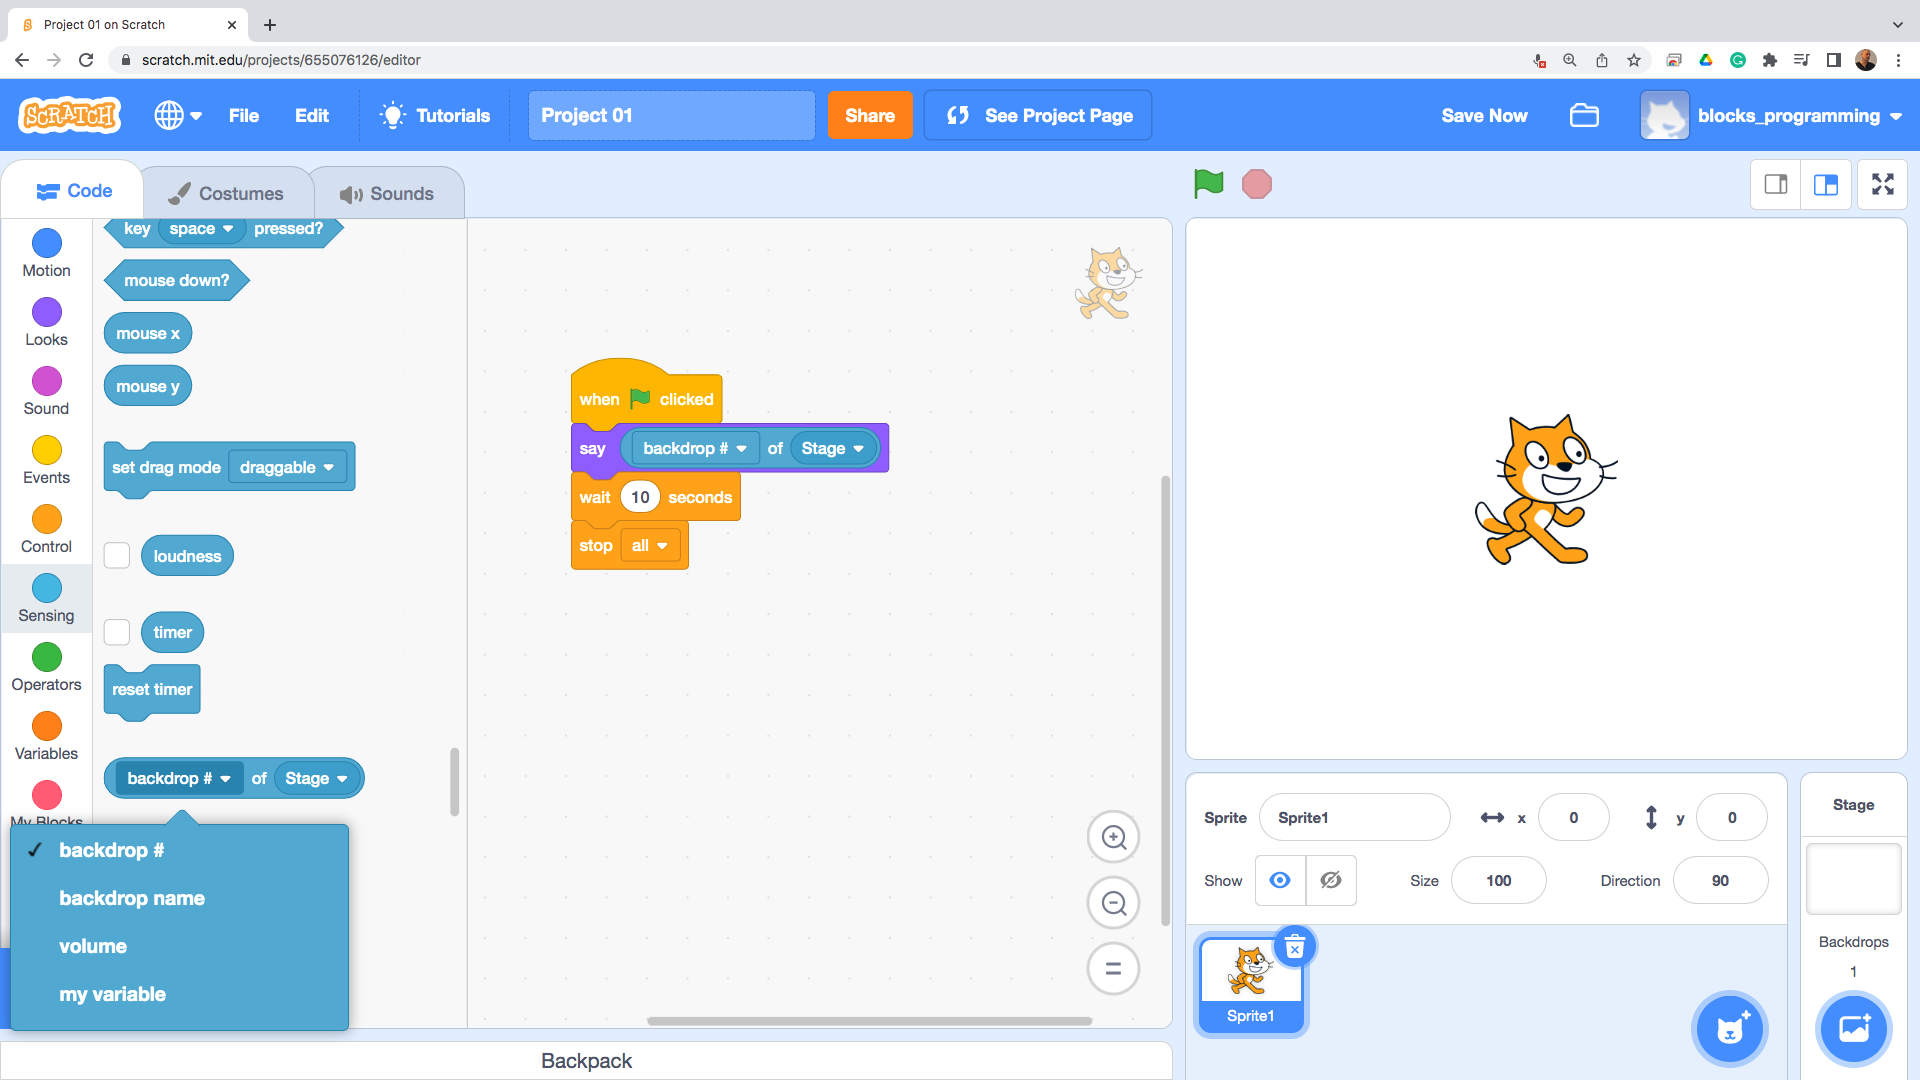 Project 01 on Scratch
scratch.mit.edu/projects/655076126/editor
SCRATCH
File
Edit
Tutorials
Project 01
Share
See Project Page
Save Now
blocks_programming
Code
Costumes
Sounds
Motion
Looks
Sound
Events
Control
Sensing
Operators
Variables
My Blocks
key space pressed?
mouse down?
mouse x
mouse y
set drag mode draggable
loudness
timer
reset timer
backdrop # of Stage
✓ backdrop #
backdrop name
volume
my variable
when clicked
say backdrop # of Stage
wait 10 seconds
stop all
Backpack
Sprite Sprite1 x 0 y 0
Show Size 100 Direction 90
Sprite1
Stage
Backdrops
1